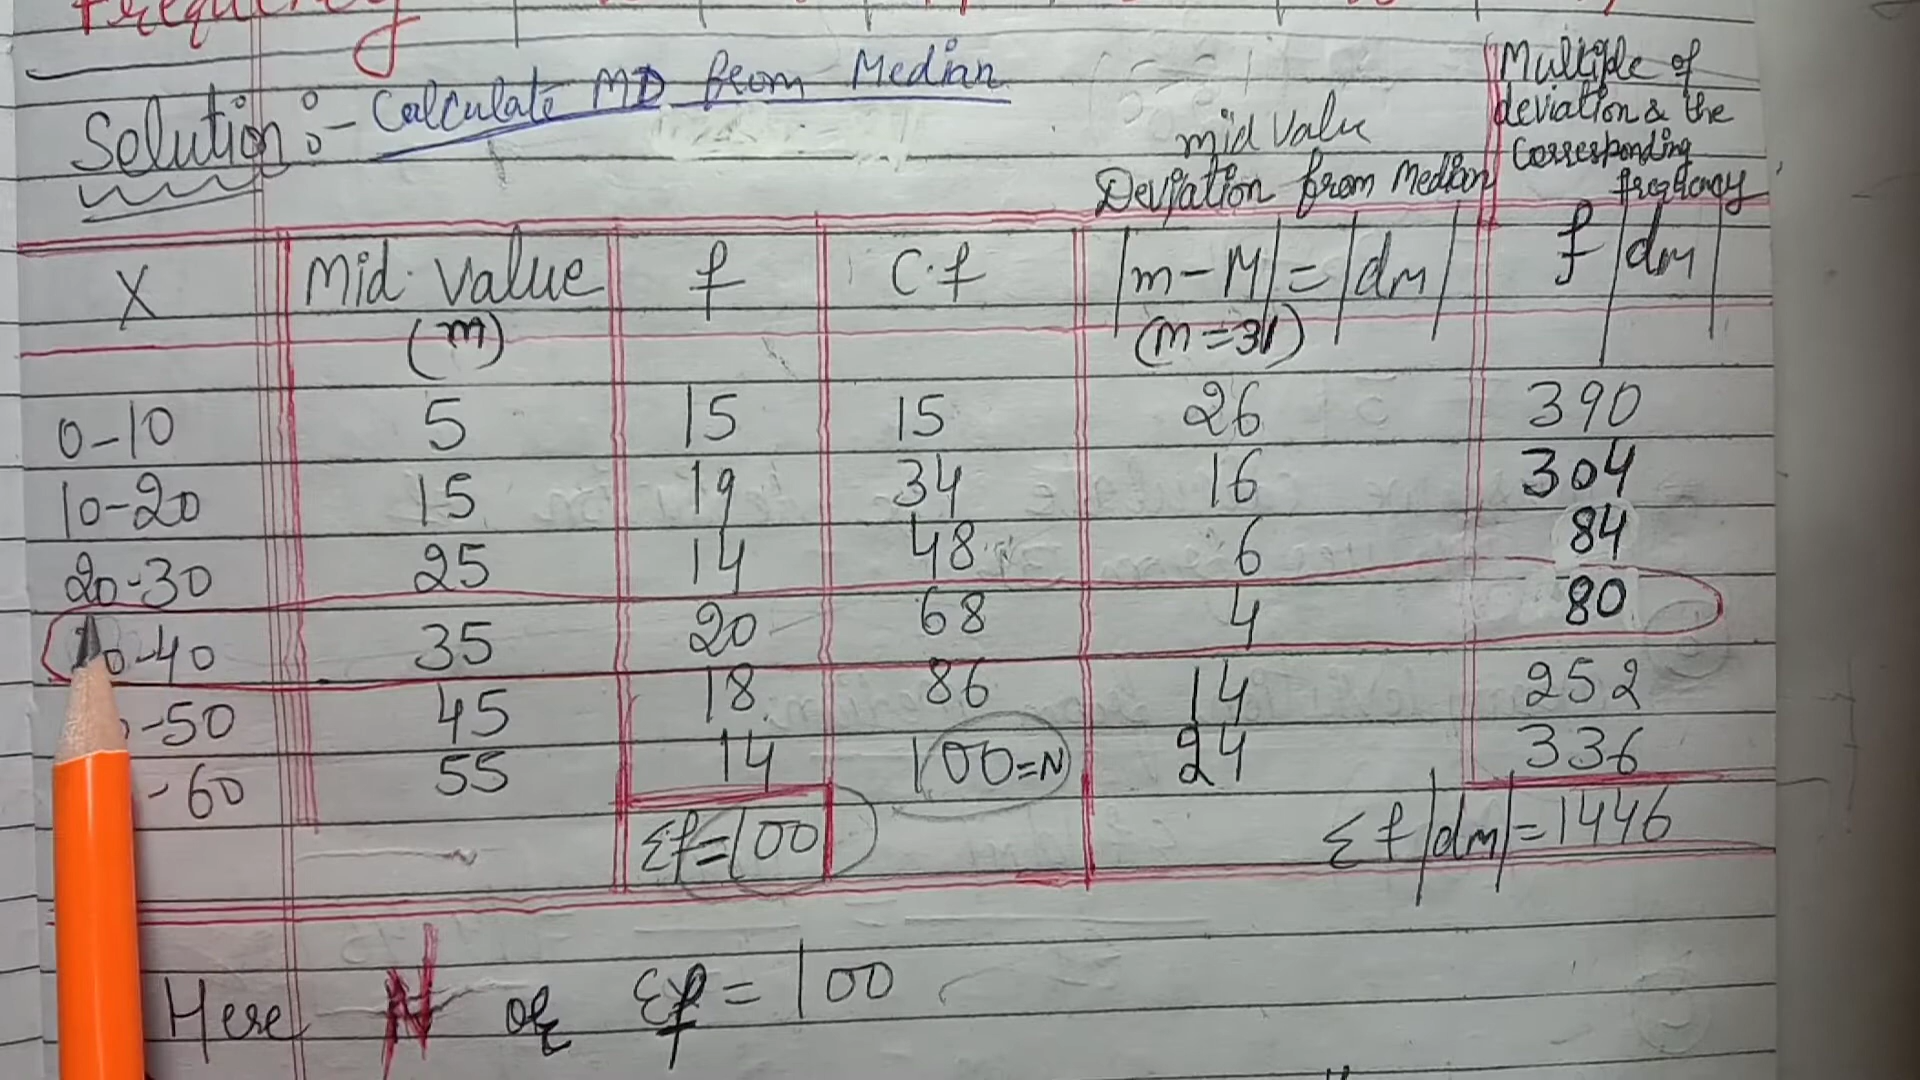 Frequency
Solution :- Calculate MD from Median
mid Value
Deviation from Median
Multiple of
deviation & the
Corresponding
freqency
X Mid. Value f C.f |m-M|=|dm| f|dm|
(m) (m=31)
0-10 5 15 15 26 390
10-20 15 19 34 16 304
20-30 25 14 48 6 84
0-40 35 20 68 4 80
-50 45 18 86 14 252
-60 55 14 100=N 24 336
Σf=100 Σf|dm|=1446
Here N or Σf = 100